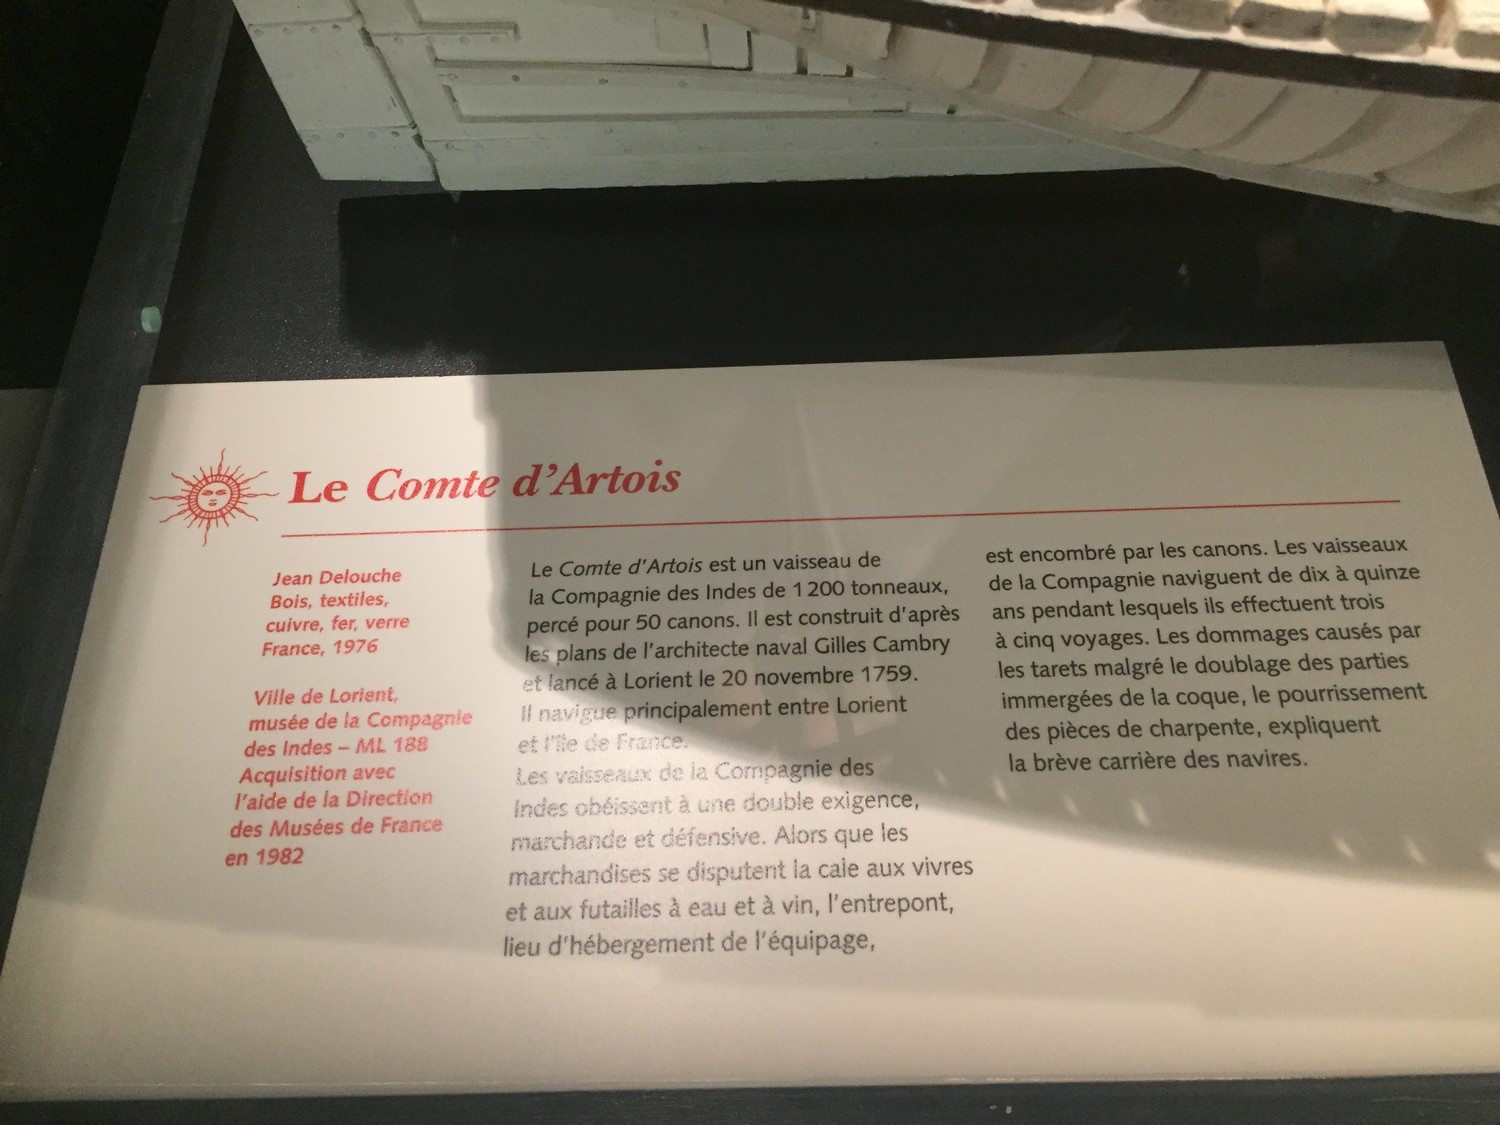 Le Comte d'Artois
Jean Delouche
Bois, textiles,
cuivre, fer, verre
France, 1976
Ville de Lorient,
musée de la Compagnie
des Indes – ML 188
Acquisition avec
l'aide de la Direction
des Musées de France
en 1982
Le Comte d'Artois est un vaisseau de
la Compagnie des Indes de 1 200 tonneaux,
percé pour 50 canons. Il est construit d'après
les plans de l'architecte naval Gilles Cambry
et lancé à Lorient le 20 novembre 1759.
Il navigue principalement entre Lorient
et l'île de France.
Les vaisseaux de la Compagnie des
Indes obéissent à une double exigence,
marchande et défensive. Alors que les
marchandises se disputent la cale aux vivres
et aux futailles à eau et à vin, l'entrepont,
lieu d'hébergement de l'équipage,
est encombré par les canons. Les vaisseaux
de la Compagnie naviguent de dix à quinze
ans pendant lesquels ils effectuent trois
à cinq voyages. Les dommages causés par
les tarets malgré le doublage des parties
immergées de la coque, le pourrissement
des pièces de charpente, expliquent
la brève carrière des navires.